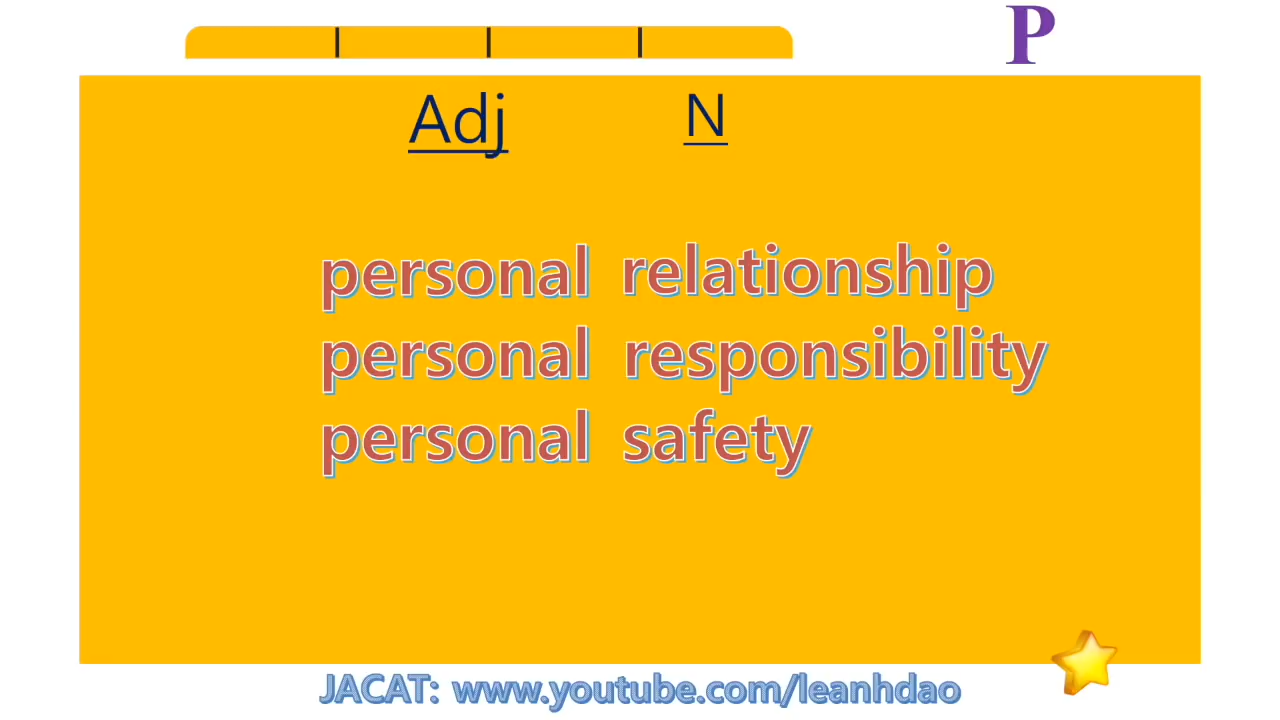 P
Adj N
personal relationship
personal responsibility
personal safety
JACAT: www.youtube.com/leanhdao